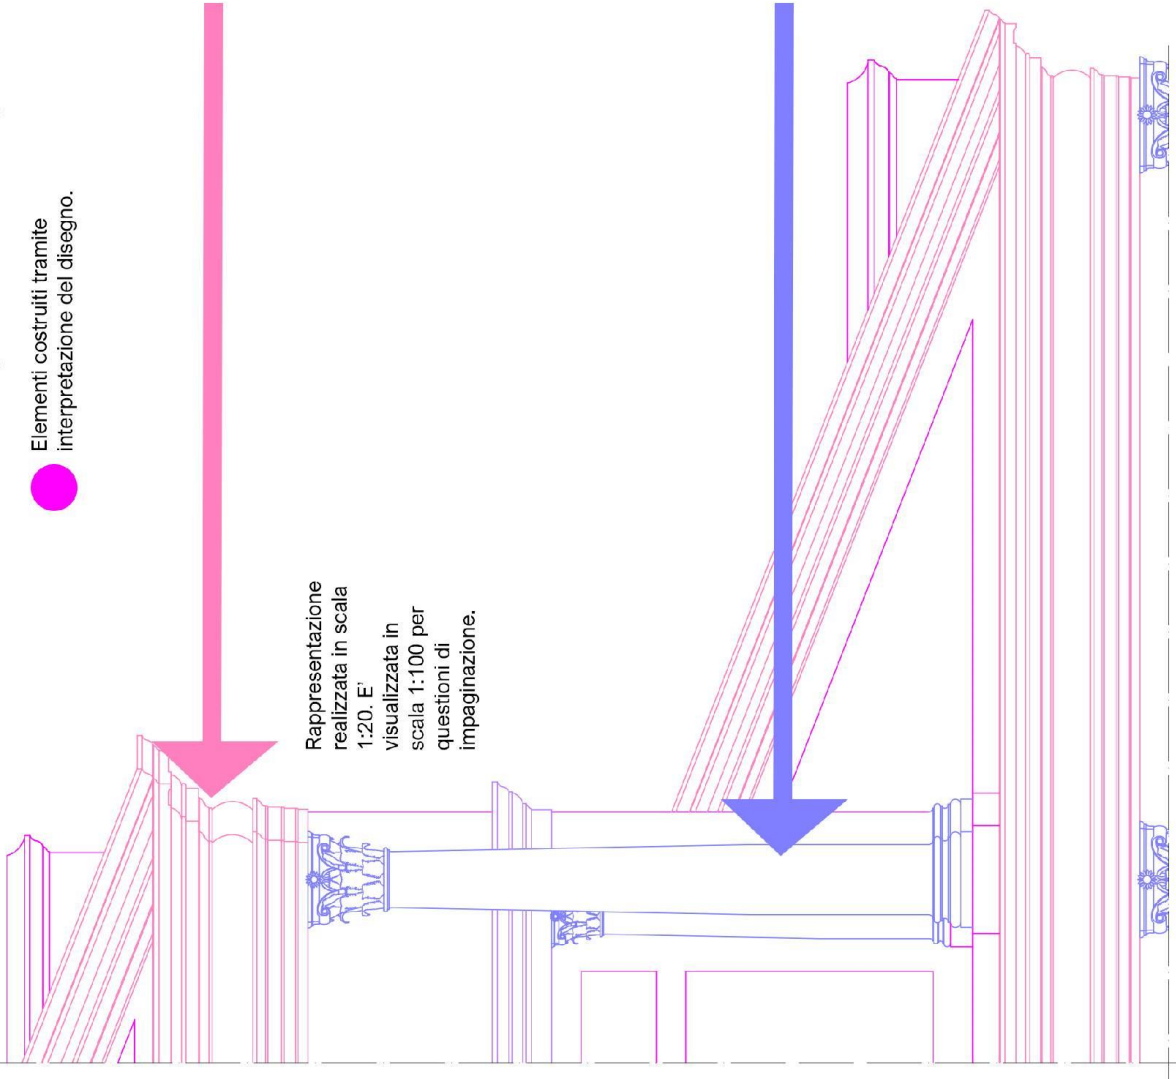 Elementi costruiti tramite
interpretazione del disegno.
Rappresentazione
realizzata in scala
1:20. E'
visualizzata in
scala 1:100 per
questioni di
impaginazione.